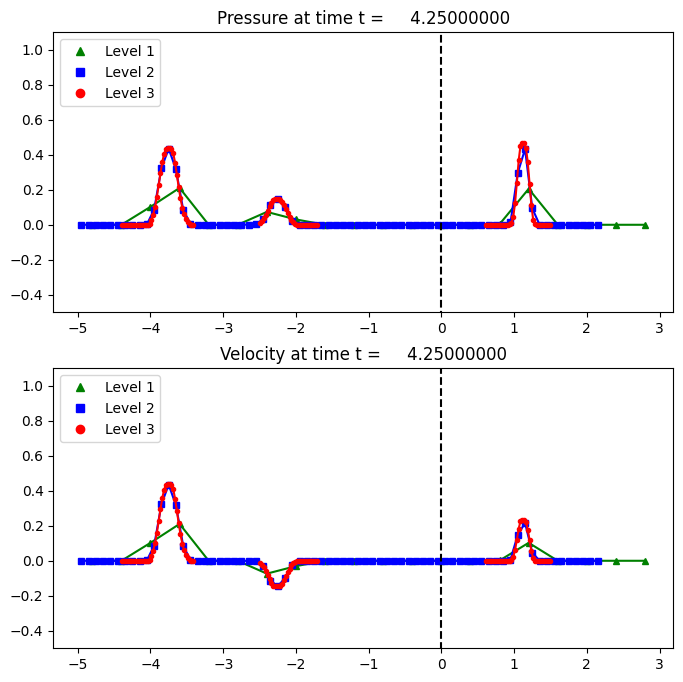 Pressure at time t =     4.25000000
1.0
0.8
0.6
0.4
0.2
0.0
−0.2
−0.4
Level 1
Level 2
Level 3
−5 −4 −3 −2 −1 0 1 2 3
Velocity at time t =     4.25000000
1.0
0.8
0.6
0.4
0.2
0.0
−0.2
−0.4
Level 1
Level 2
Level 3
−5 −4 −3 −2 −1 0 1 2 3